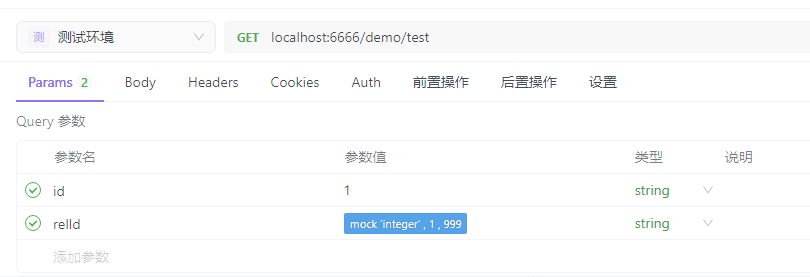 测 测试环境 GET localhost:6666/demo/test
Params 2 Body Headers Cookies Auth 前置操作 后置操作 设置
Query 参数
参数名 参数值 类型 说明
id 1 string
relId mock 'integer' , 1 , 999 string
添加参数